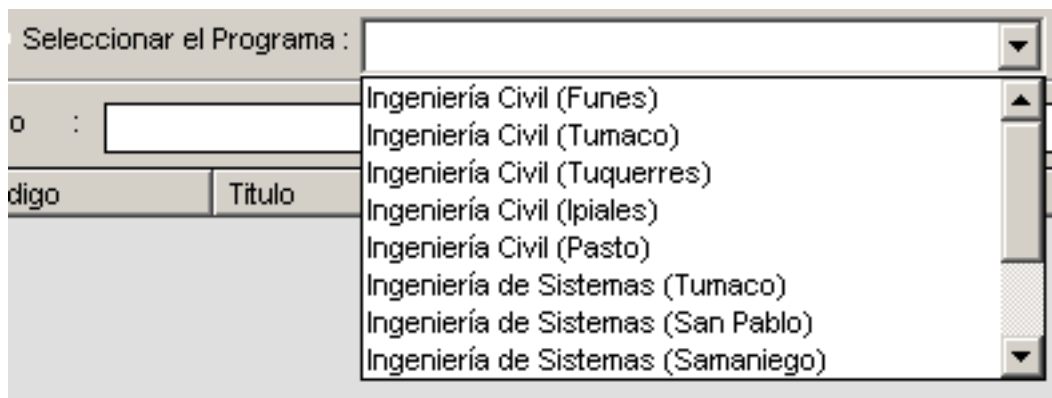 Seleccionar el Programa :
Ingeniería Civil (Funes)
o :
Ingeniería Civil (Tumaco)
Ingeniería Civil (Tuquerres)
digo Titulo
Ingeniería Civil (Ipiales)
Ingeniería Civil (Pasto)
Ingeniería de Sistemas (Tumaco)
Ingeniería de Sistemas (San Pablo)
Ingeniería de Sistemas (Samaniego)